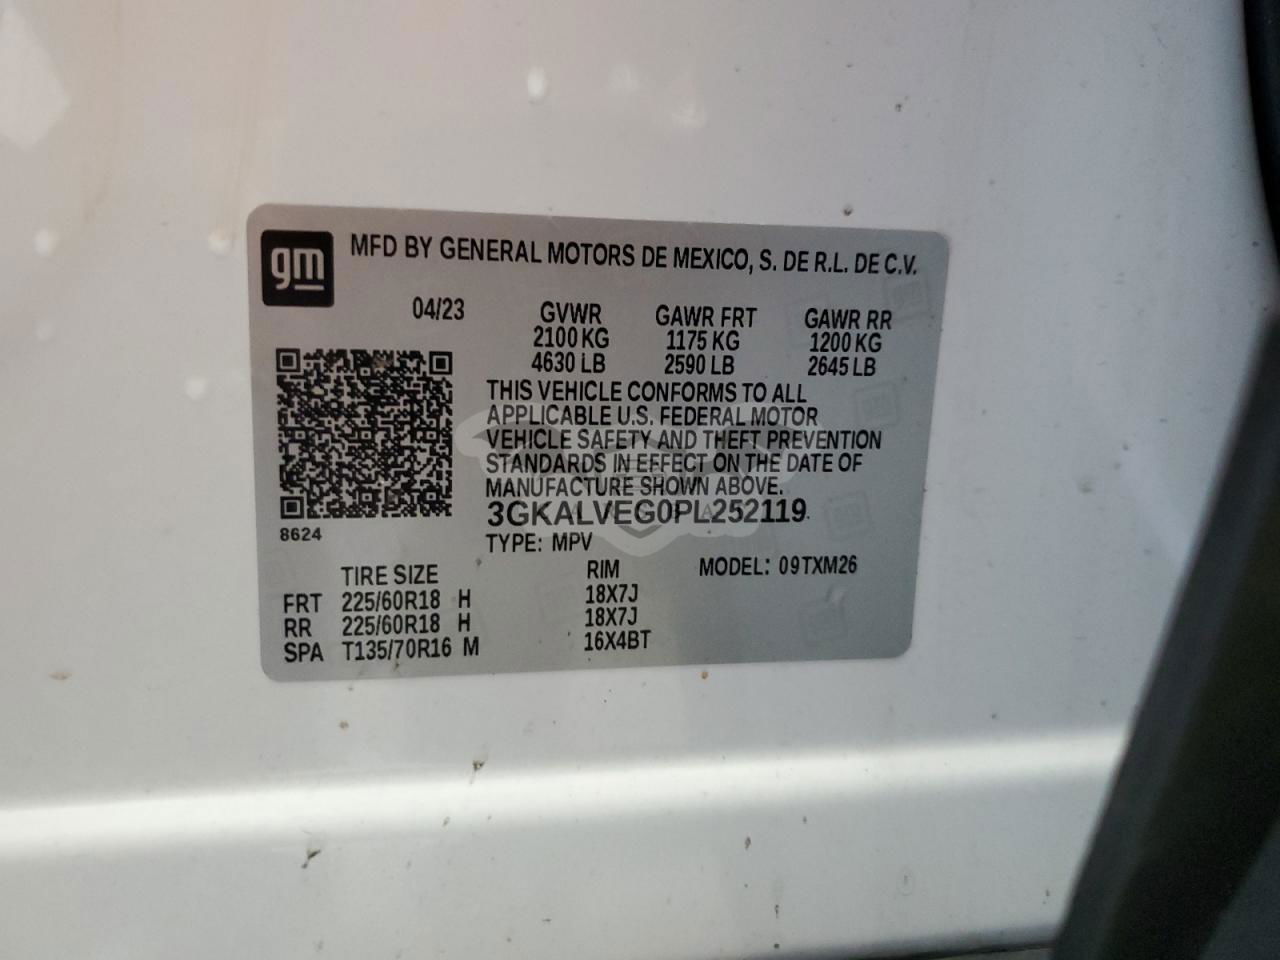 gm
MFD BY GENERAL MOTORS DE MEXICO, S. DE R.L. DE C.V.
04/23 GVWR GAWR FRT GAWR RR
2100 KG 1175 KG 1200 KG
4630 LB 2590 LB 2645 LB
THIS VEHICLE CONFORMS TO ALL
APPLICABLE U.S. FEDERAL MOTOR
VEHICLE SAFETY AND THEFT PREVENTION
STANDARDS IN EFFECT ON THE DATE OF
MANUFACTURE SHOWN ABOVE.
3GKALVEG0PL252119
8624
TYPE: MPV
MODEL: 09TXM26
TIRE SIZE RIM
FRT 225/60R18 H 18X7J
RR 225/60R18 H 18X7J
SPA T135/70R16 M 16X4BT